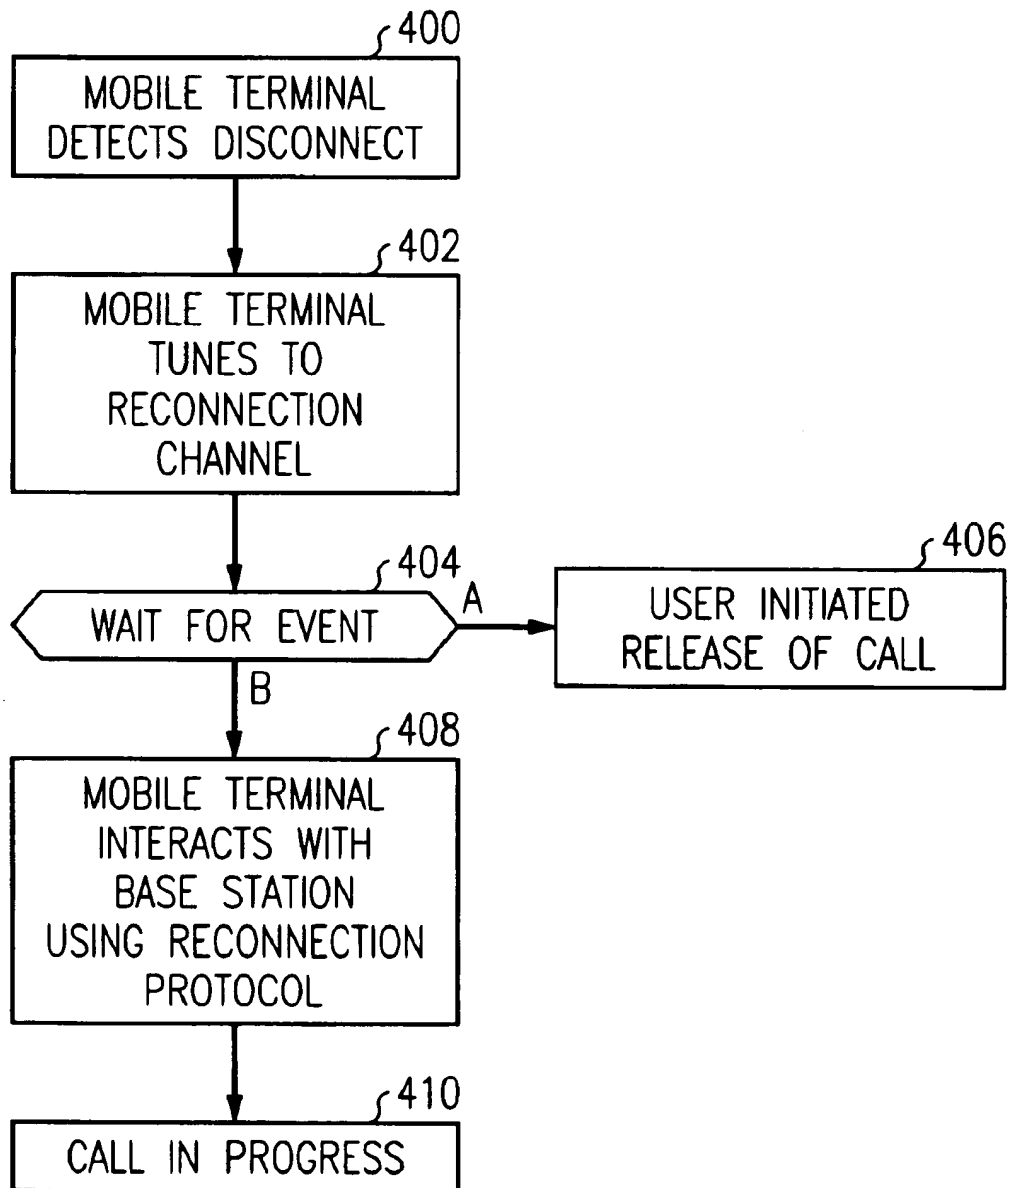 400
MOBILE TERMINAL
DETECTS DISCONNECT
402
MOBILE TERMINAL
TUNES TO
RECONNECTION
CHANNEL
404
WAIT FOR EVENT
A
406
USER INITIATED
RELEASE OF CALL
B
408
MOBILE TERMINAL
INTERACTS WITH
BASE STATION
USING RECONNECTION
PROTOCOL
410
CALL IN PROGRESS